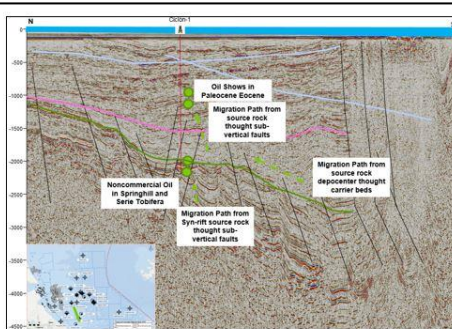 Ciclón-1
N
0
-500
-1000
-1500
-2000
-2500
-3000
-3500
-4000
-4500
Oil Shows in
Paleocene Eocene
Migration Path from
source rock
thought sub-
vertical faults
Migration Path from
source rock
depocenter thought
carrier beds
Noncommercial Oil
in Springhill and
Serie Tobifera
Migration Path from
Syn-rift source rock
thought sub-
vertical faults